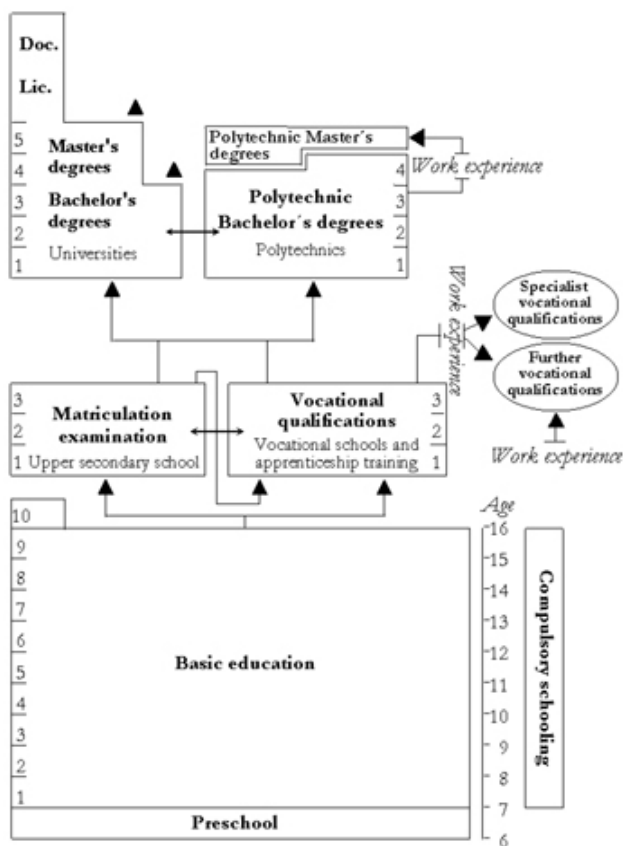 Doc.
Lic.
5
4
3
2
1
Master's
degrees
Bachelor's
degrees
Universities
Polytechnic Master´s
degrees
4
3
2
1
Polytechnic
Bachelor´s degrees
Polytechnics
Work experience
Work experience
Specialist
vocational
qualifications
Further
vocational
qualifications
Work experience
3
2
1
Matriculation
examination
Upper secondary school
Vocational
qualifications
Vocational schools and
apprenticeship training
3
2
1
10
9
8
7
6
5
4
3
2
1
Basic education
Preschool
Age
16
15
14
13
12
11
10
9
8
7
6
Compulsory schooling